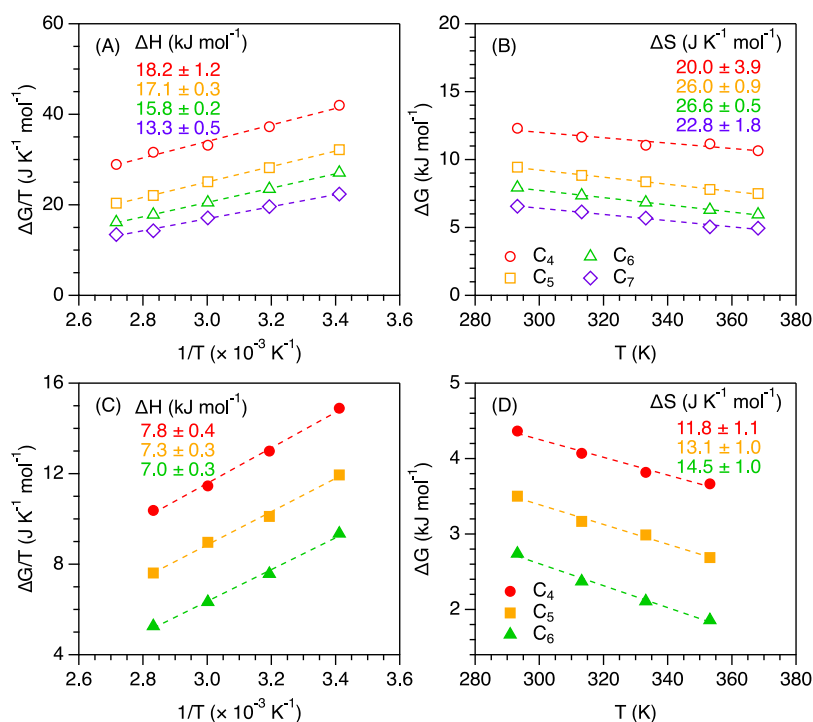 (A)
ΔH (kJ mol⁻¹)
18.2 ± 1.2
17.1 ± 0.3
15.8 ± 0.2
13.3 ± 0.5
60
40
20
0
ΔG/T (J K⁻¹ mol⁻¹)
2.6 2.8 3.0 3.2 3.4 3.6
1/T (× 10⁻³ K⁻¹)
(B)
ΔS (J K⁻¹ mol⁻¹)
20.0 ± 3.9
26.0 ± 0.9
26.6 ± 0.5
22.8 ± 1.8
20
15
10
5
0
ΔG (kJ mol⁻¹)
C₄ C₆
C₅ C₇
280 300 320 340 360 380
T (K)
(C)
ΔH (kJ mol⁻¹)
7.8 ± 0.4
7.3 ± 0.3
7.0 ± 0.3
16
12
8
4
ΔG/T (J K⁻¹ mol⁻¹)
2.6 2.8 3.0 3.2 3.4 3.6
1/T (× 10⁻³ K⁻¹)
(D)
ΔS (J K⁻¹ mol⁻¹)
11.8 ± 1.1
13.1 ± 1.0
14.5 ± 1.0
5
4
3
2
ΔG (kJ mol⁻¹)
C₄
C₅
C₆
280 300 320 340 360 380
T (K)